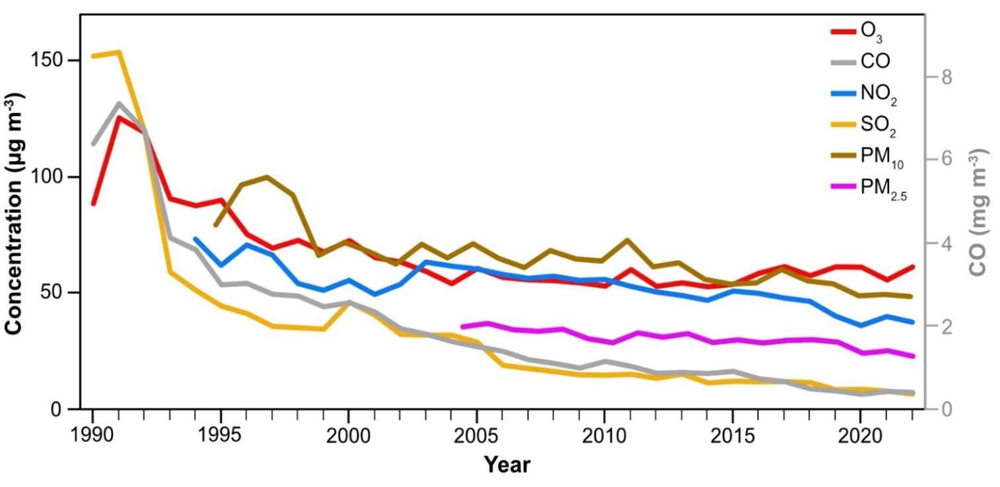 Concentration (µg m⁻³)
150
100
50
0
O₃
CO
NO₂
SO₂
PM₁₀
PM₂.₅
8
6
4
2
0
CO (mg m⁻³)
1990 1995 2000 2005 2010 2015 2020
Year